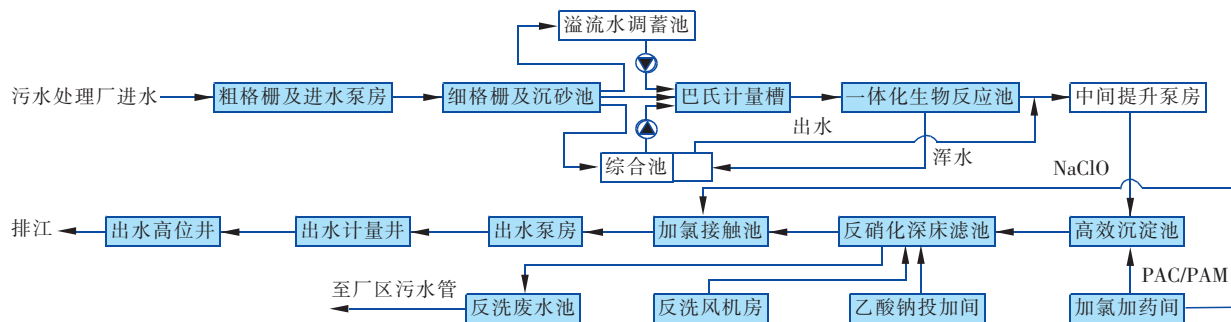 溢流水调蓄池
污水处理厂进水
粗格栅及进水泵房
细格栅及沉砂池
巴氏计量槽
一体化生物反应池
中间提升泵房
出水
综合池
浑水
NaClO
排江
出水高位井
出水计量井
出水泵房
加氯接触池
反硝化深床滤池
高效沉淀池
至厂区污水管
PAC/PAM
反洗废水池
反洗风机房
乙酸钠投加间
加氯加药间